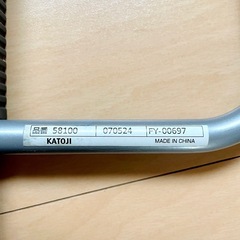 品番 58100 070524 FY-00697
KATOJI MADE IN CHINA